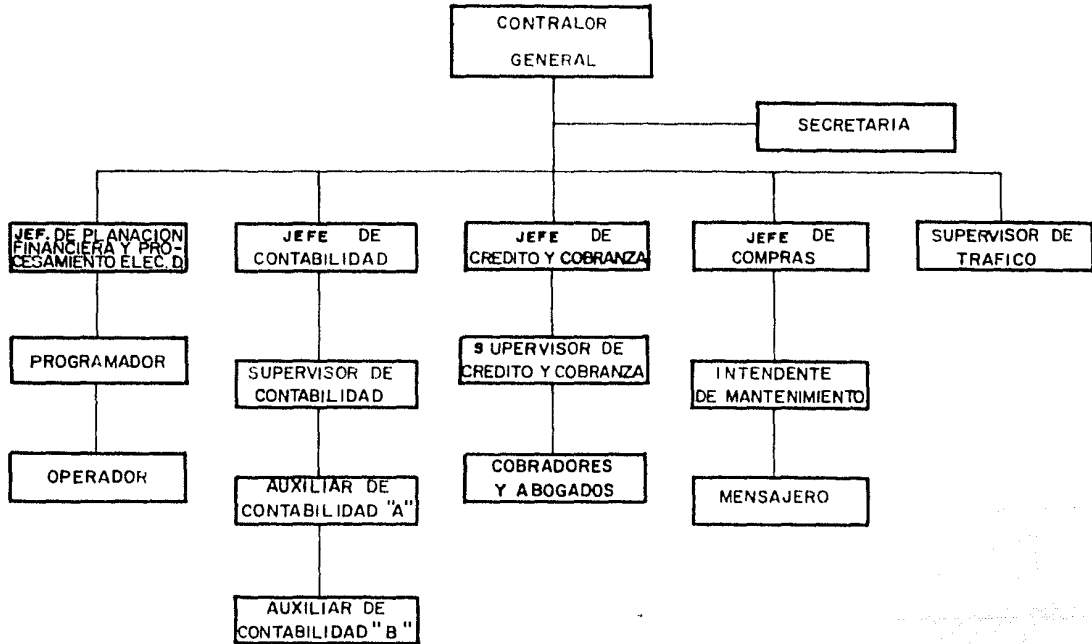 CONTRALOR
GENERAL
SECRETARIA
JEF. DE PLANACION
FINANCIERA Y PRO-
CESAMIENTO ELEC. D
JEFE DE
CONTABILIDAD
JEFE DE
CREDITO Y COBRANZA
JEFE DE
COMPRAS
SUPERVISOR DE
TRAFICO
PROGRAMADOR
SUPERVISOR DE
CONTABILIDAD
SUPERVISOR DE
CREDITO Y COBRANZA
INTENDENTE
DE MANTENIMIENTO
OPERADOR
AUXILIAR DE
CONTABILIDAD "A"
COBRADORES
Y ABOGADOS
MENSAJERO
AUXILIAR DE
CONTABILIDAD "B"